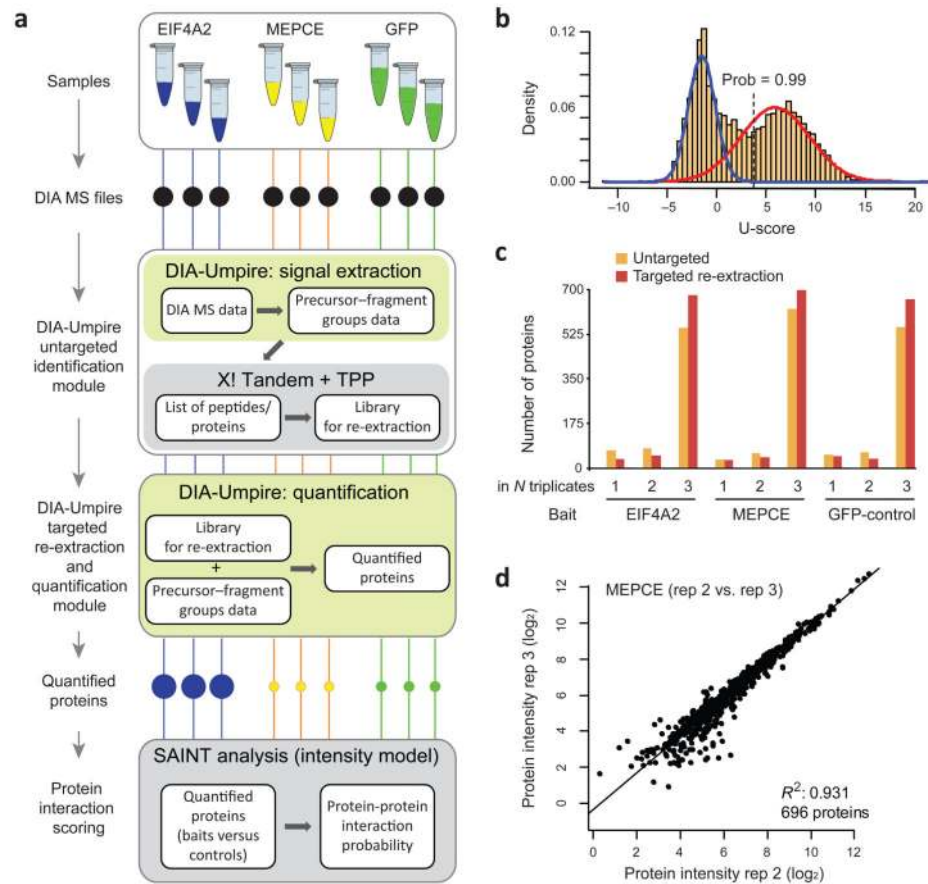 a
EIF4A2
MEPCE
GFP
Samples
DIA MS files
DIA-Umpire: signal extraction
DIA MS data
Precursor–fragment
groups data
DIA-Umpire
untargeted
identification
module
X! Tandem + TPP
List of peptides/
proteins
Library
for re-extraction
DIA-Umpire: quantification
DIA-Umpire
targeted
re-extraction
and
quantification
module
Library
for re-extraction
+
Precursor–fragment
groups data
Quantified
proteins
Quantified
proteins
SAINT analysis (intensity model)
Protein
interaction
scoring
Quantified
proteins
(baits versus
controls)
Protein-protein
interaction
probability
b
0.12
0.06
0.00
Density
Prob = 0.99
−10 −5 0 5 10 15 20
U-score
c
Untargeted
Targeted re-extraction
700
525
350
175
0
Number of proteins
in N triplicates 1 2 3 1 2 3 1 2 3
Bait EIF4A2 MEPCE GFP-control
d
MEPCE (rep 2 vs. rep 3)
12
10
8
6
4
2
0
Protein intensity rep 3 (log₂)
R²: 0.931
696 proteins
0 2 4 6 8 10 12
Protein intensity rep 2 (log₂)